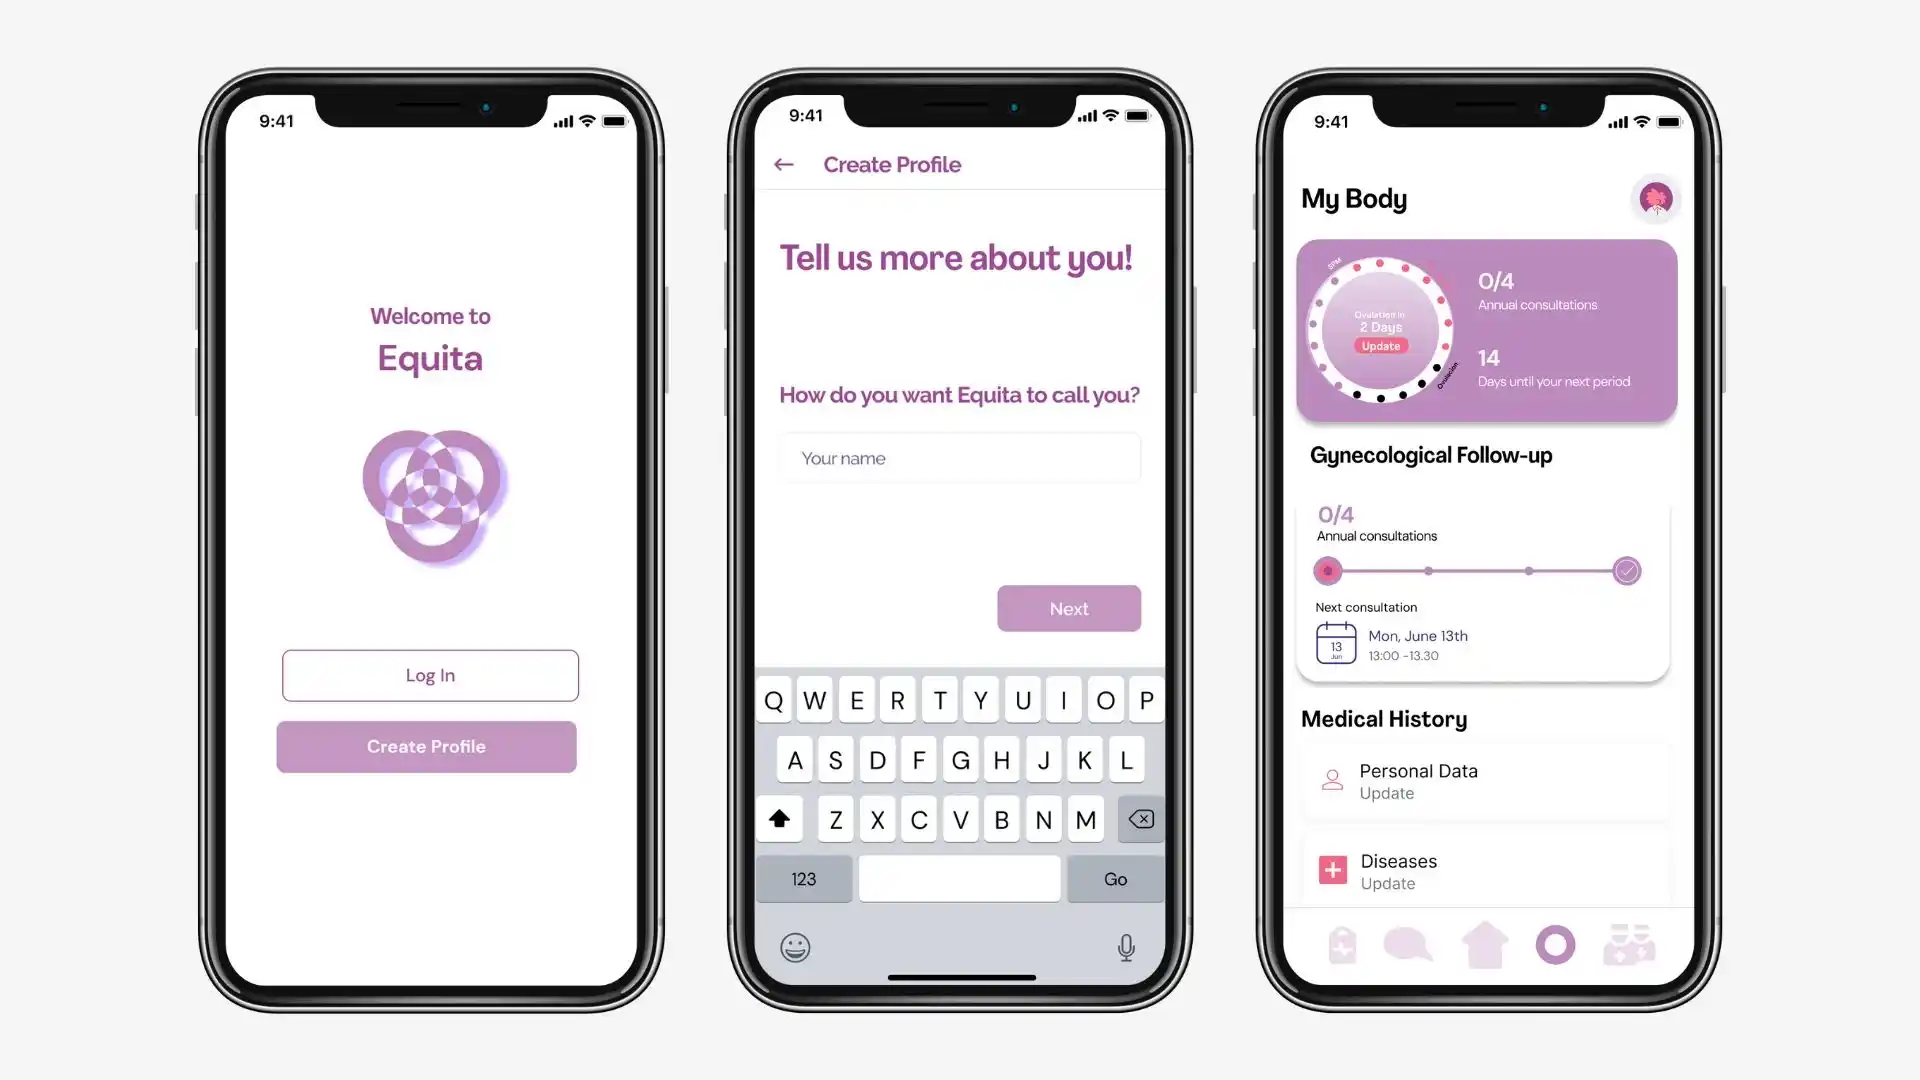 9:41
Welcome to
Equita
Log In
Create Profile
9:41
Create Profile
Tell us more about you!
How do you want Equita to call you?
Your name
Next
Q W E R T Y U I O P
A S D F G H J K L
Z X C V B N M
123
Go
9:41
My Body
SPM
Ovulation in
2 Days
Update
Ovulacion
0/4
Annual consultations
14
Days until your next period
Gynecological Follow-up
0/4
Annual consultations
Next consultation
13
Jun
Mon, June 13th
13:00 -13.30
Medical History
Personal Data
Update
Diseases
Update